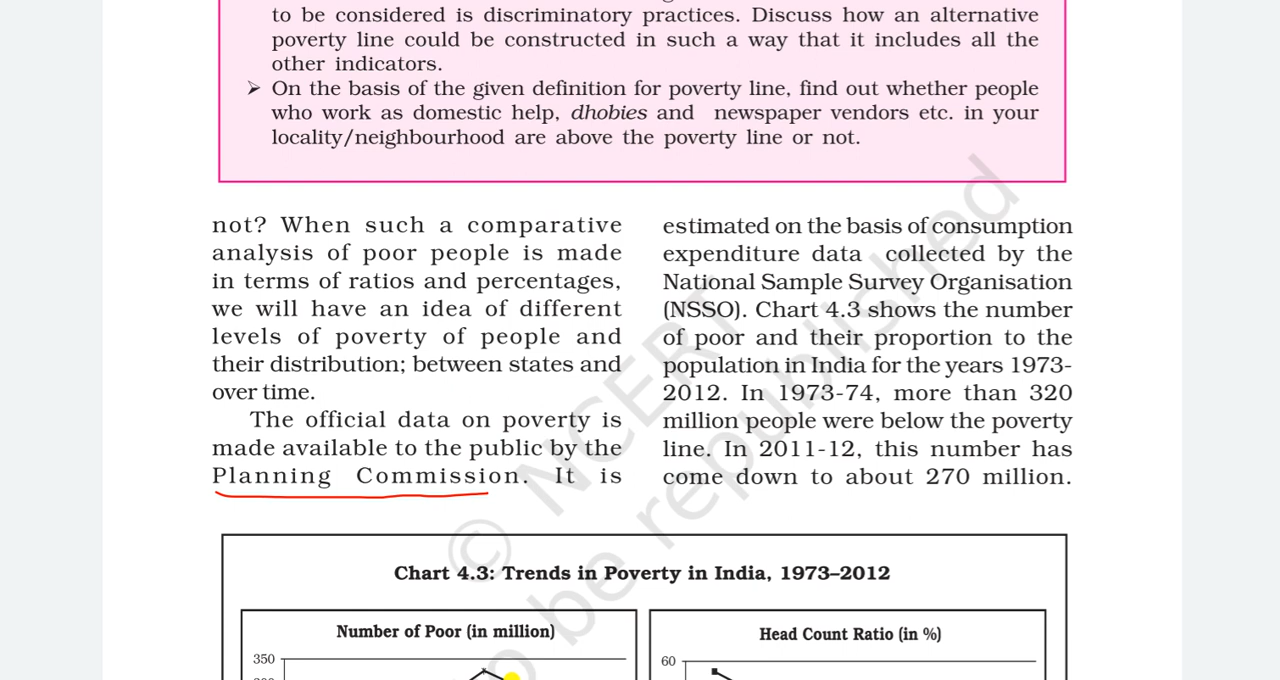 to be considered is discriminatory practices. Discuss how an alternative
poverty line could be constructed in such a way that it includes all the
other indicators.
➢ On the basis of the given definition for poverty line, find out whether people
who work as domestic help, dhobies and newspaper vendors etc. in your
locality/neighbourhood are above the poverty line or not.
not? When such a comparative
analysis of poor people is made
in terms of ratios and percentages,
we will have an idea of different
levels of poverty of people and
their distribution; between states and
over time.
The official data on poverty is
made available to the public by the
Planning Commission. It is
estimated on the basis of consumption
expenditure data collected by the
National Sample Survey Organisation
(NSSO). Chart 4.3 shows the number
of poor and their proportion to the
population in India for the years 1973-
2012. In 1973-74, more than 320
million people were below the poverty
line. In 2011-12, this number has
come down to about 270 million.
© NCERT
be republished
Chart 4.3: Trends in Poverty in India, 1973–2012
Number of Poor (in million)
350
Head Count Ratio (in %)
60